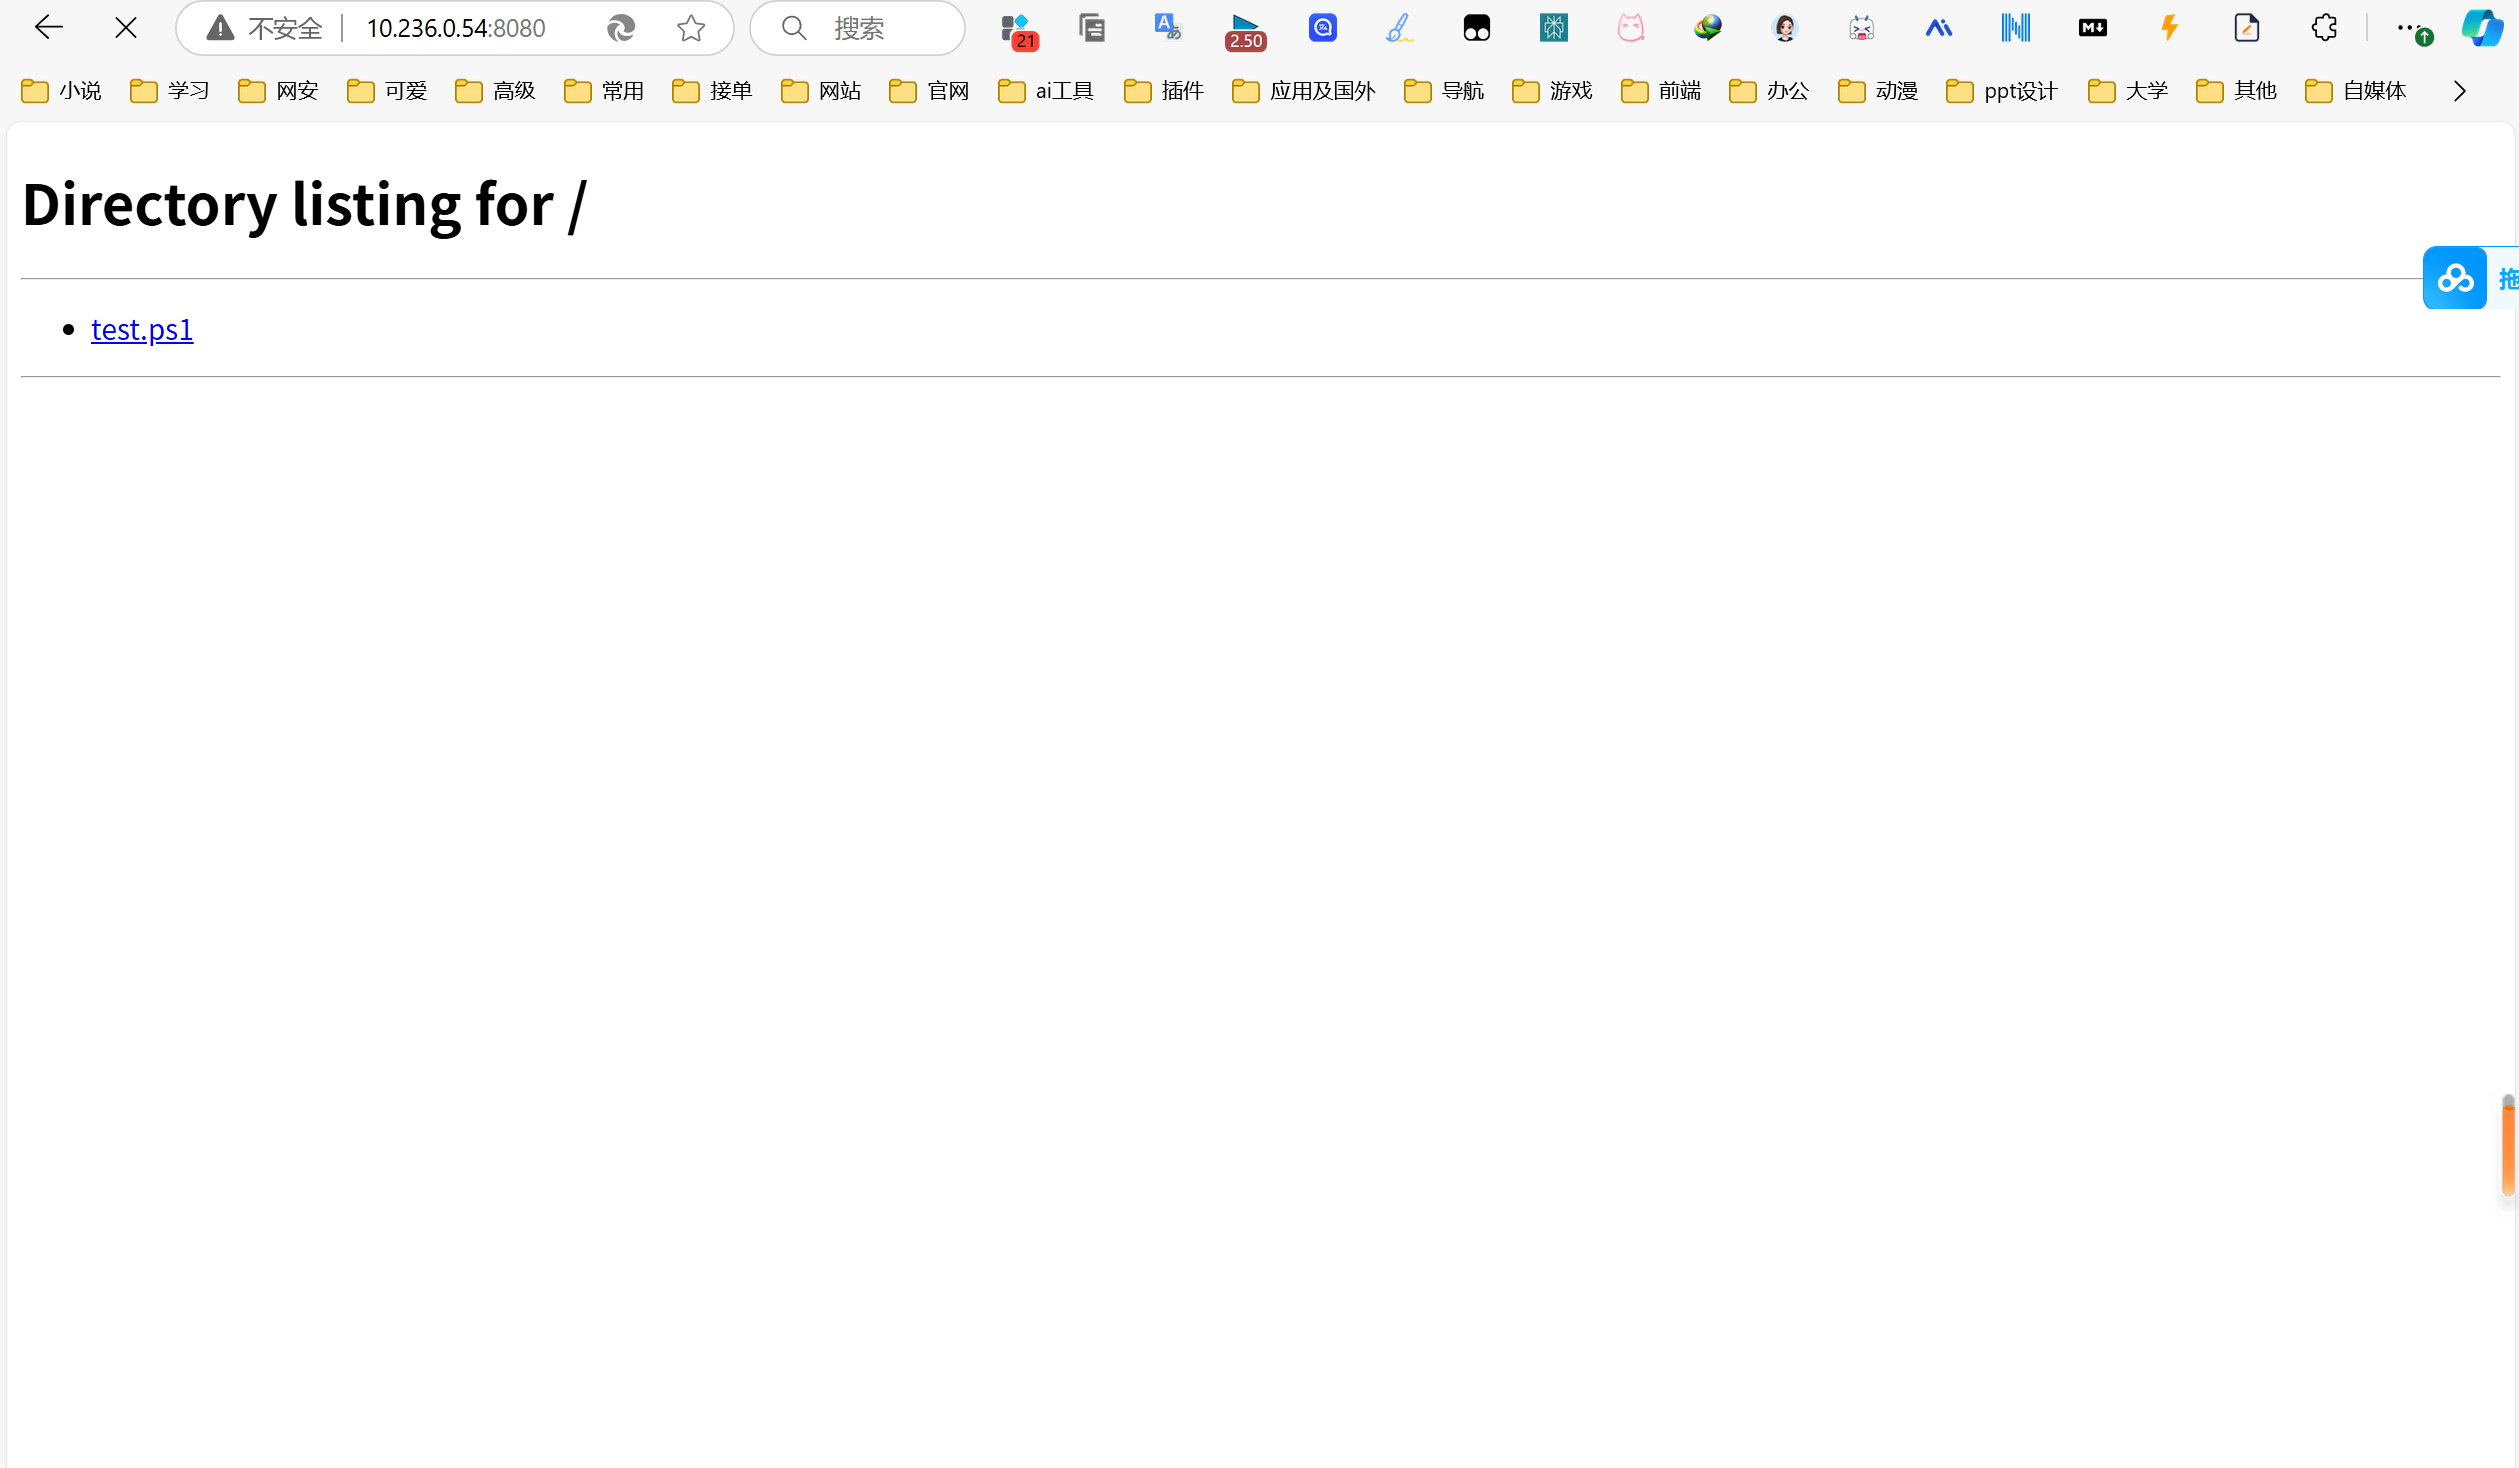 不安全 10.236.0.54:8080 搜索 21 2.50 M↓
小说 学习 网安 可爱 高级 常用 接单 网站 官网 ai工具 插件 应用及国外 导航 游戏 前端 办公 动漫 ppt设计 大学 其他 自媒体
Directory listing for /
拖
test.ps1